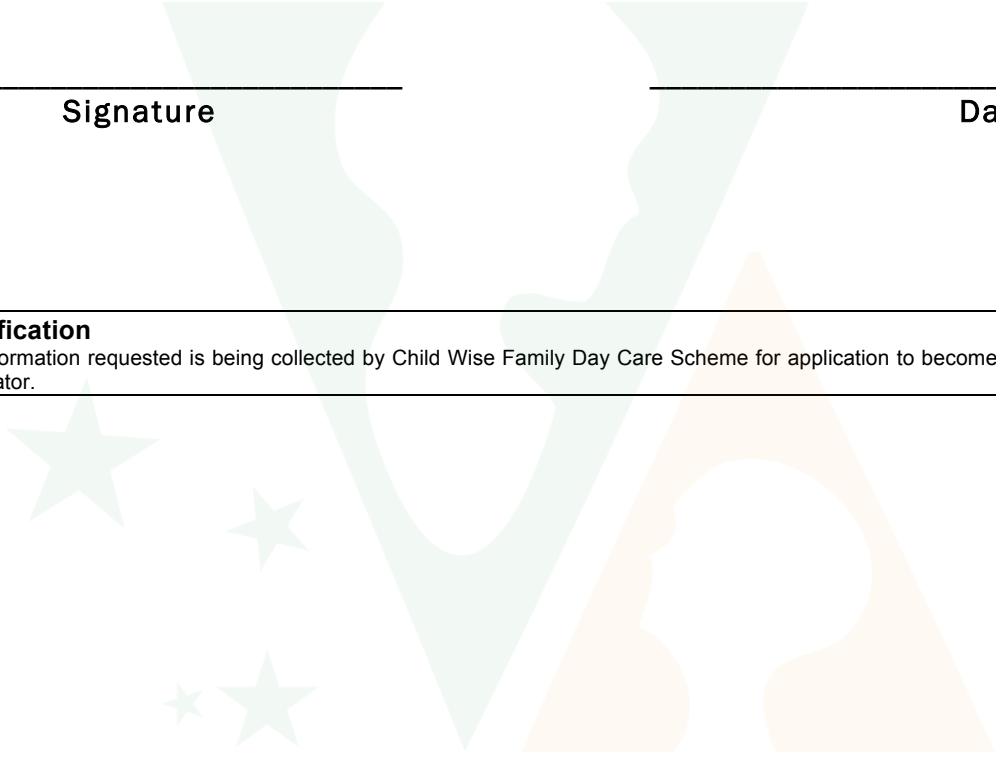 Signature Da
fication
ormation requested is being collected by Child Wise Family Day Care Scheme for application to become
ator.